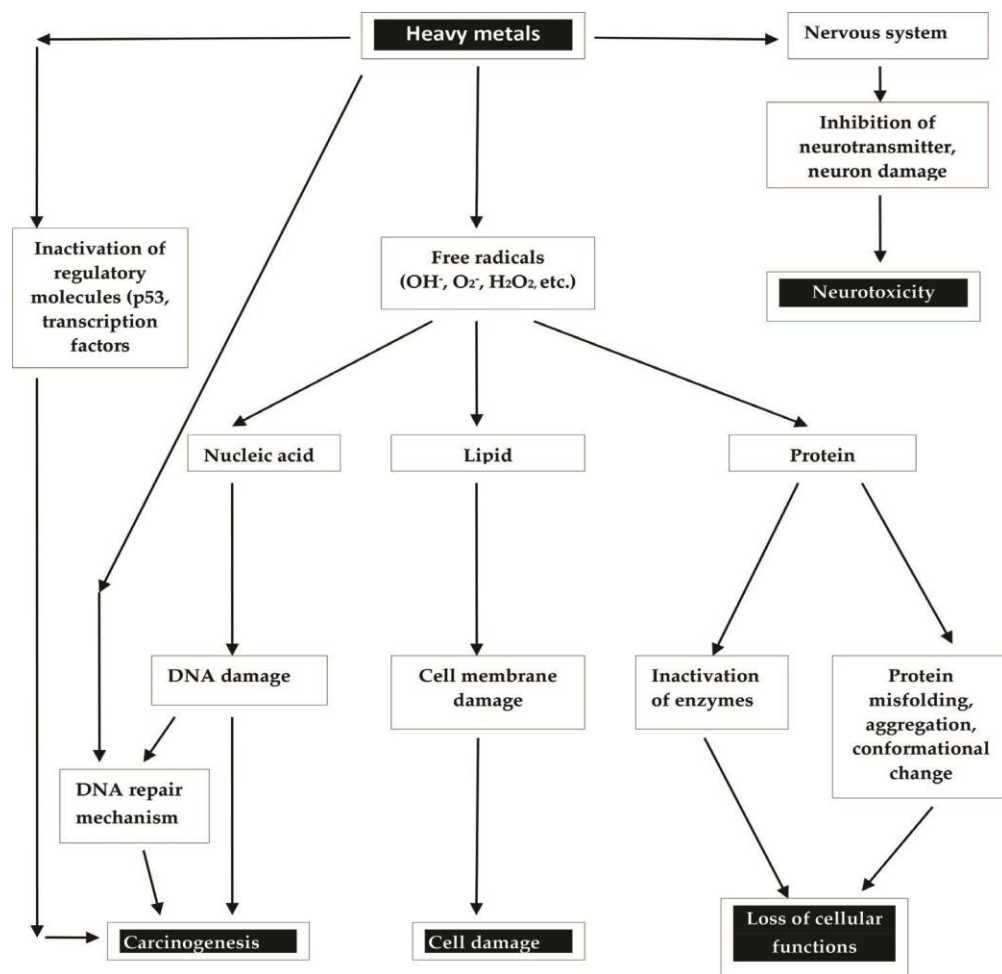 Heavy metals
Nervous system
Inhibition of
neurotransmitter,
neuron damage
Neurotoxicity
Inactivation of
regulatory
molecules (p53,
transcription
factors
Free radicals
(OH⁻, O₂⁻, H₂O₂, etc.)
Nucleic acid
Lipid
Protein
DNA damage
Cell membrane
damage
Inactivation
of enzymes
Protein
misfolding,
aggregation,
conformational
change
DNA repair
mechanism
Carcinogenesis
Cell damage
Loss of cellular
functions